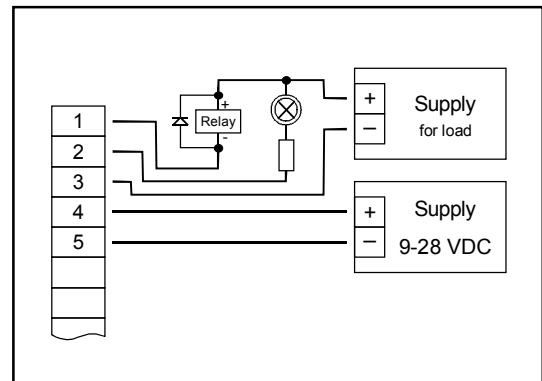 1
2
3
4
5
+
Relay
-
+
−
Supply
for load
+
−
Supply
9-28 VDC